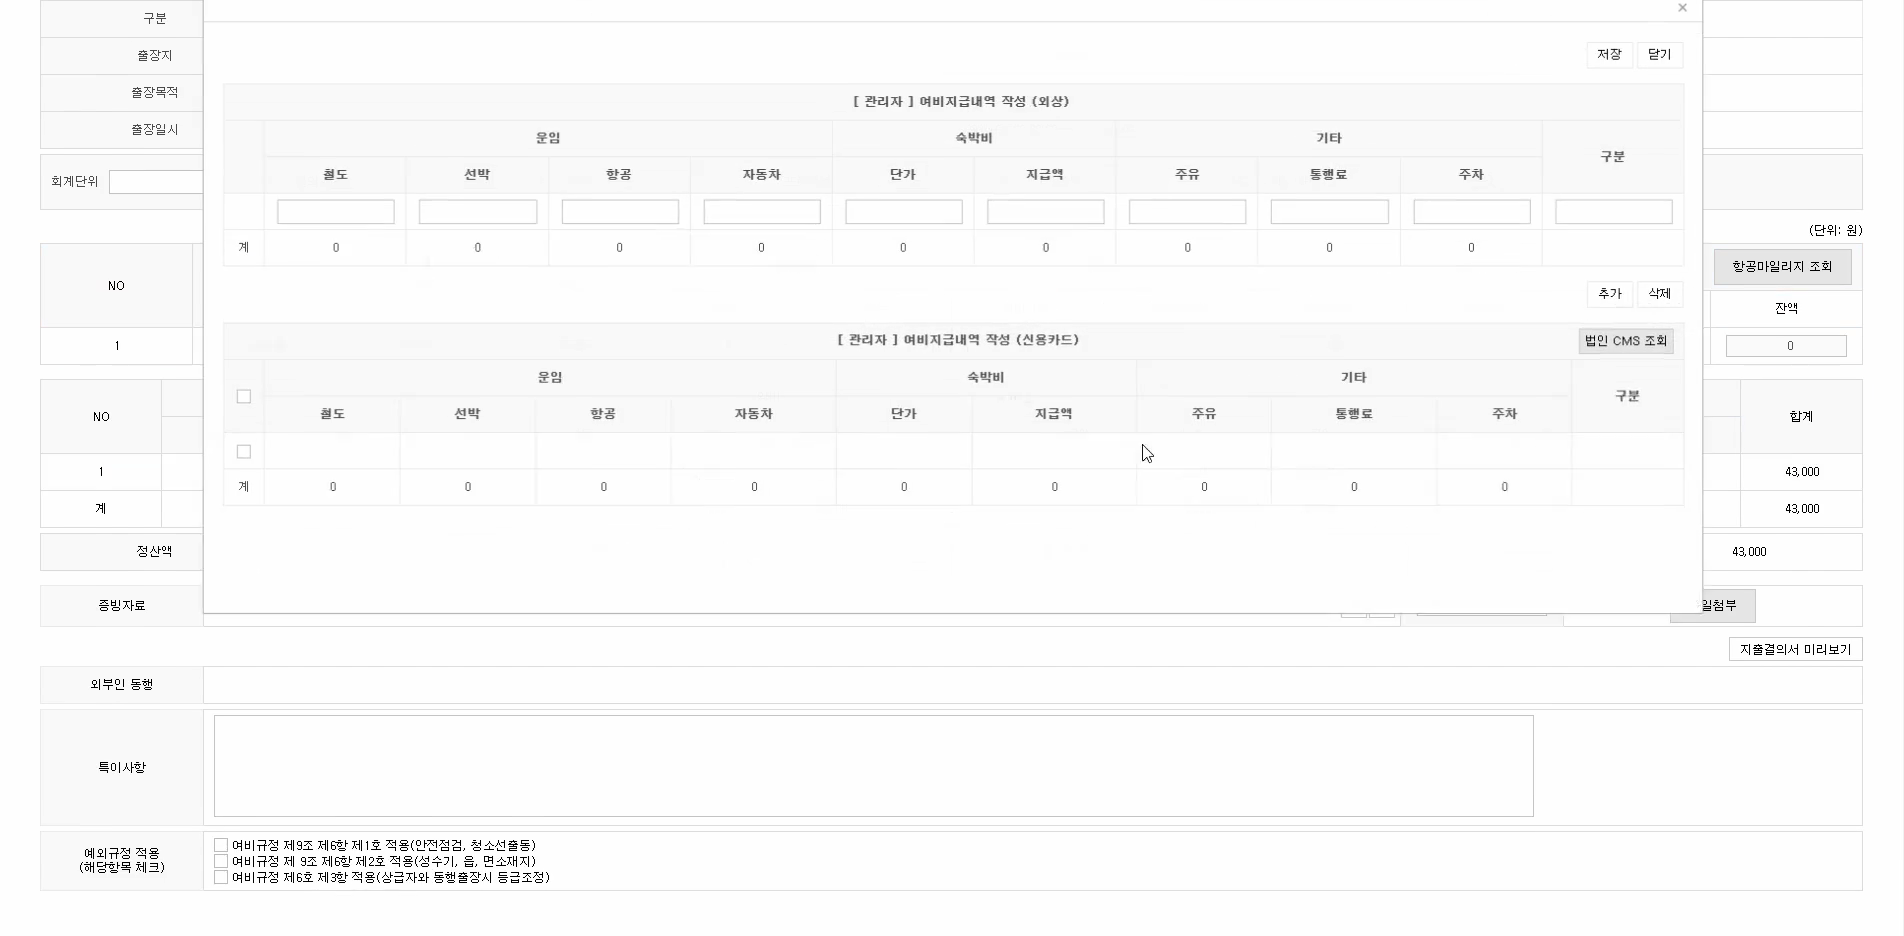 ×
구분
출장지
출장목적
출장일시
회계단위
저장 닫기
[ 관리자 ] 여비지급내역 작성 (외상)
운임 숙박비 기타 구분
철도 선박 항공 자동차 단가 지급액 주유 통행료 주차
계 0 0 0 0 0 0 0 0 0
(단위: 원)
항공마일리지 조회
NO
잔액
1 0
추가 삭제
[ 관리자 ] 여비지급내역 작성 (신용카드) 법인 CMS 조회
운임 숙박비 기타 구분
철도 선박 항공 자동차 단가 지급액 주유 통행료 주차
계 0 0 0 0 0 0 0 0 0
NO 합계
1 43,000
계 43,000
정산액 43,000
증빙자료 일첨부
지출결의서 미리보기
외부인 동행
특이사항
예외규정 적용
(해당항목 체크)
여비규정 제9조 제6항 제1호 적용(안전점검, 청소선출동)
여비규정 제 9조 제6항 제2호 적용(성수기, 읍, 면소재지)
여비규정 제6호 제3항 적용(상급자와 동행출장시 등급조정)